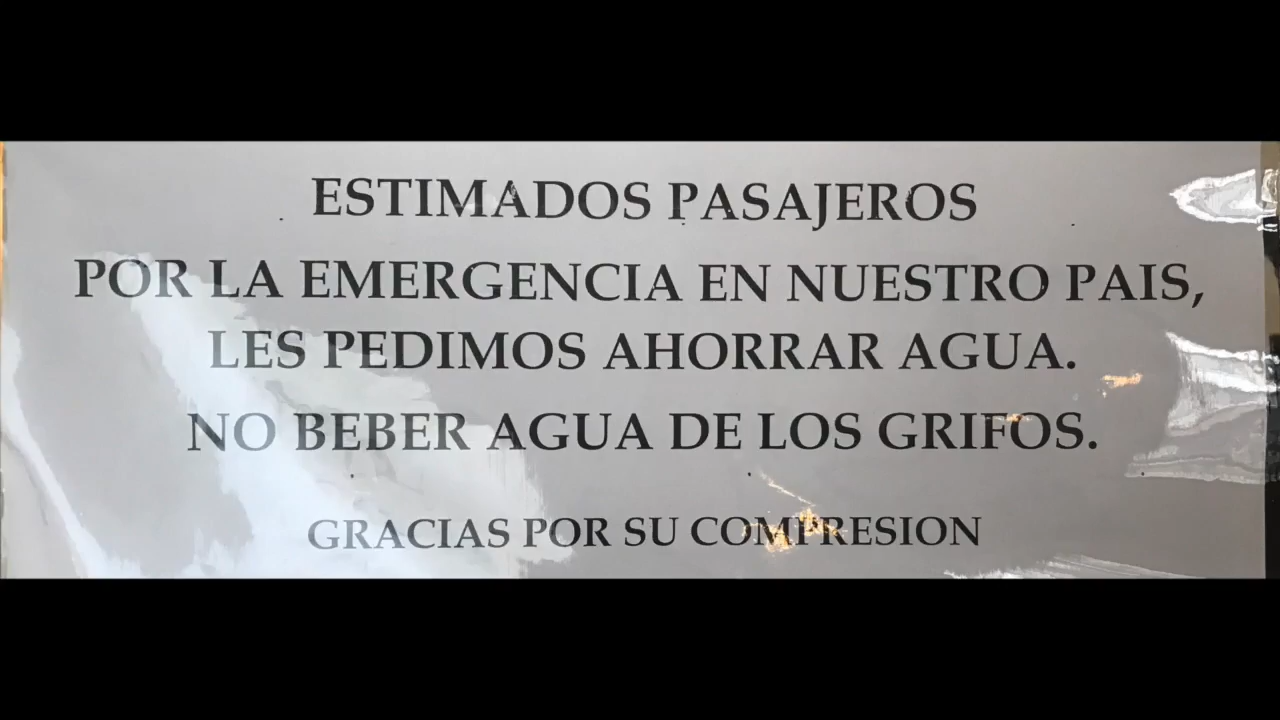 ESTIMADOS PASAJEROS
POR LA EMERGENCIA EN NUESTRO PAIS,
LES PEDIMOS AHORRAR AGUA.
NO BEBER AGUA DE LOS GRIFOS.
GRACIAS POR SU COMPRESION